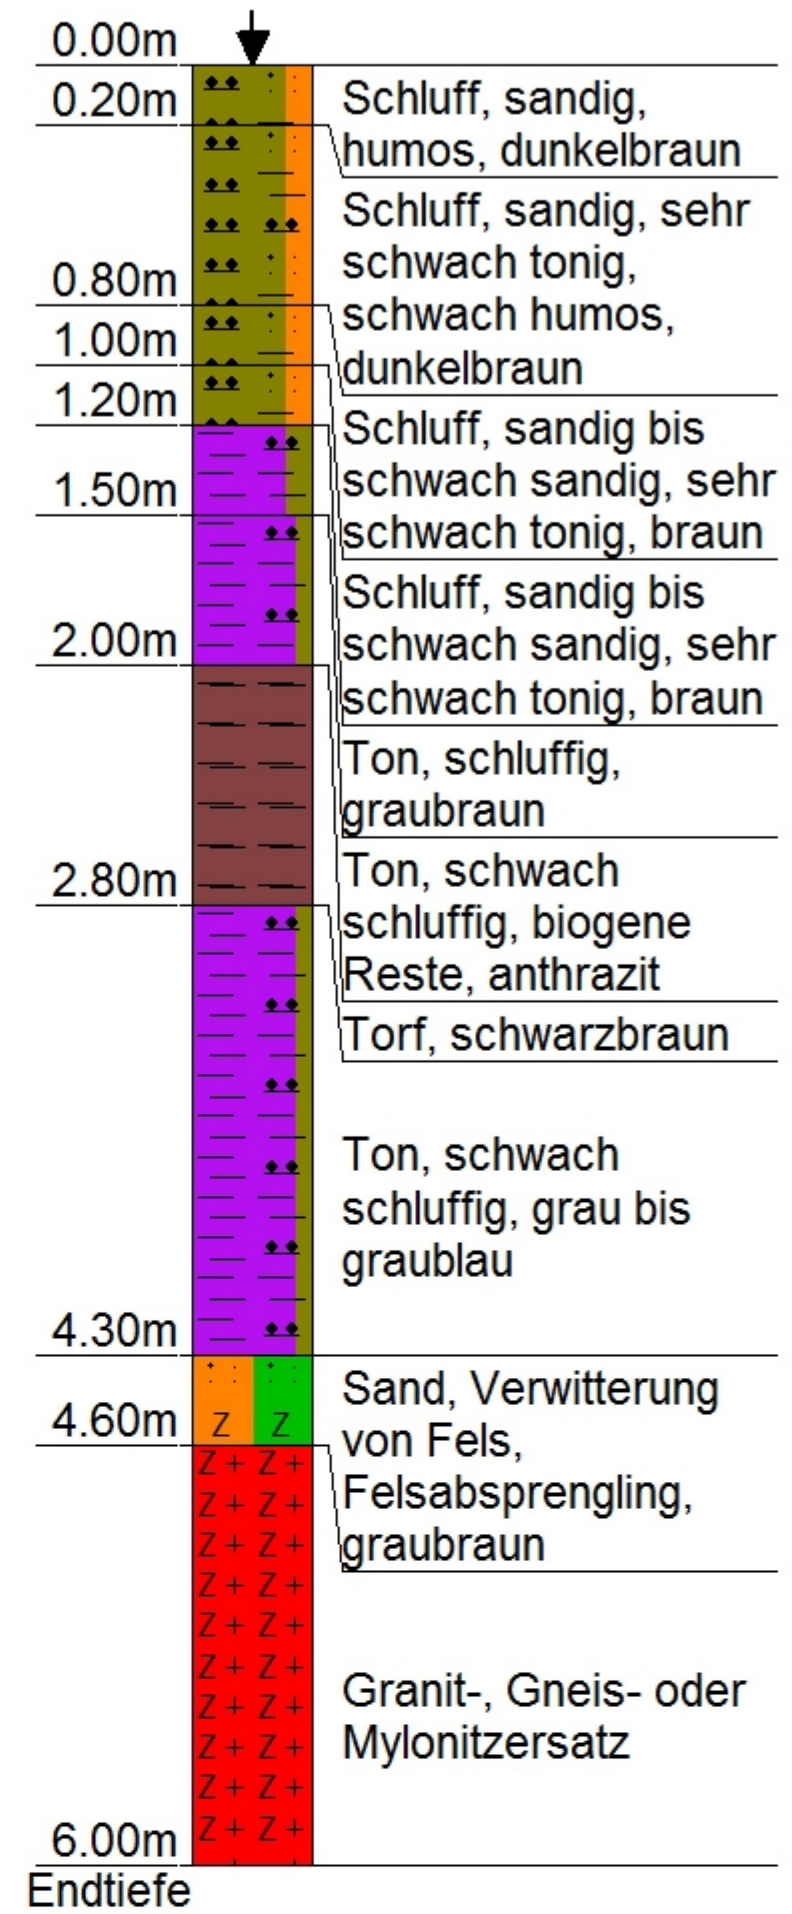 0.00m
0.20m
Schluff, sandig,
humos, dunkelbraun
Schluff, sandig, sehr
schwach tonig,
0.80m
schwach humos,
1.00m
dunkelbraun
1.20m
Schluff, sandig bis
schwach sandig, sehr
1.50m
schwach tonig, braun
Schluff, sandig bis
2.00m
schwach sandig, sehr
schwach tonig, braun
Ton, schluffig,
graubraun
2.80m
Ton, schwach
schluffig, biogene
Reste, anthrazit
Torf, schwarzbraun
Ton, schwach
schluffig, grau bis
graublau
4.30m
Sand, Verwitterung
4.60m
von Fels,
Felsabsprengling,
graubraun
Z Z
Z + Z +
Z + Z +
Z + Z +
Z + Z +
Z + Z +
Z + Z +
Z + Z +
Z + Z +
Z + Z +
Z + Z +
Granit-, Gneis- oder
Mylonitzersatz
6.00m
Endtiefe